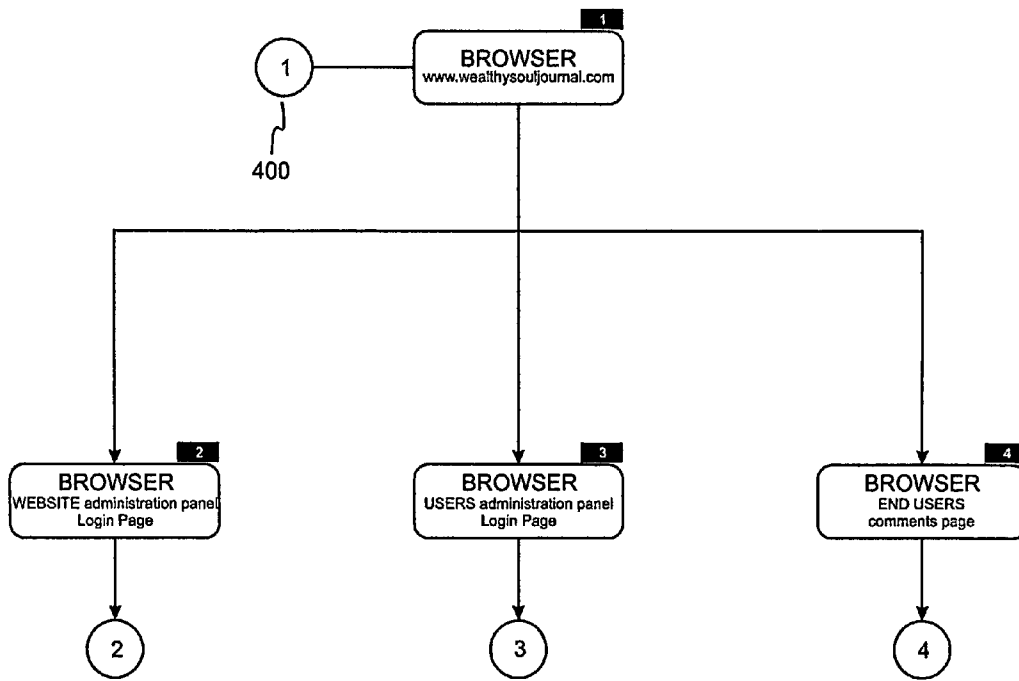 1
BROWSER
www.wealthysouljournal.com
1
400
2
BROWSER
WEBSITE administration panel
Login Page
3
BROWSER
USERS administration panel
Login Page
4
BROWSER
END USERS
comments page
2
3
4